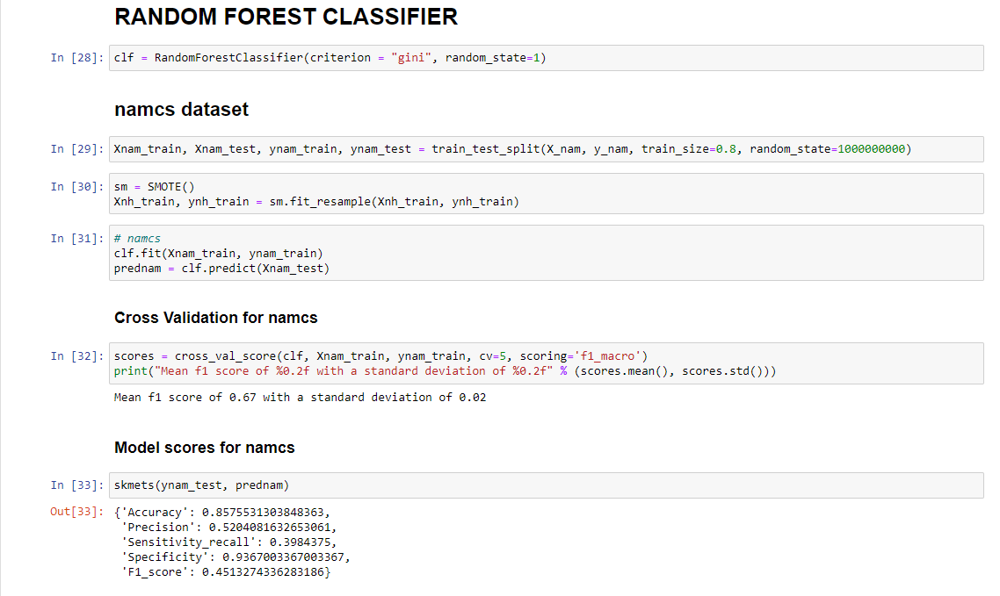 RANDOM FOREST CLASSIFIER
In [28]: clf = RandomForestClassifier(criterion = "gini", random_state=1)
namcs dataset
In [29]: Xnam_train, Xnam_test, ynam_train, ynam_test = train_test_split(X_nam, y_nam, train_size=0.8, random_state=1000000000)
In [30]: sm = SMOTE()
Xnh_train, ynh_train = sm.fit_resample(Xnh_train, ynh_train)
In [31]: # namcs
clf.fit(Xnam_train, ynam_train)
prednam = clf.predict(Xnam_test)
Cross Validation for namcs
In [32]: scores = cross_val_score(clf, Xnam_train, ynam_train, cv=5, scoring='f1_macro')
print("Mean f1 score of %0.2f with a standard deviation of %0.2f" % (scores.mean(), scores.std()))
Mean f1 score of 0.67 with a standard deviation of 0.02
Model scores for namcs
In [33]: skmets(ynam_test, prednam)
Out[33]: {'Accuracy': 0.8575531303848363,
'Precision': 0.5204081632653061,
'Sensitivity_recall': 0.3984375,
'Specificity': 0.9367003367003367,
'F1_score': 0.4513274336283186}